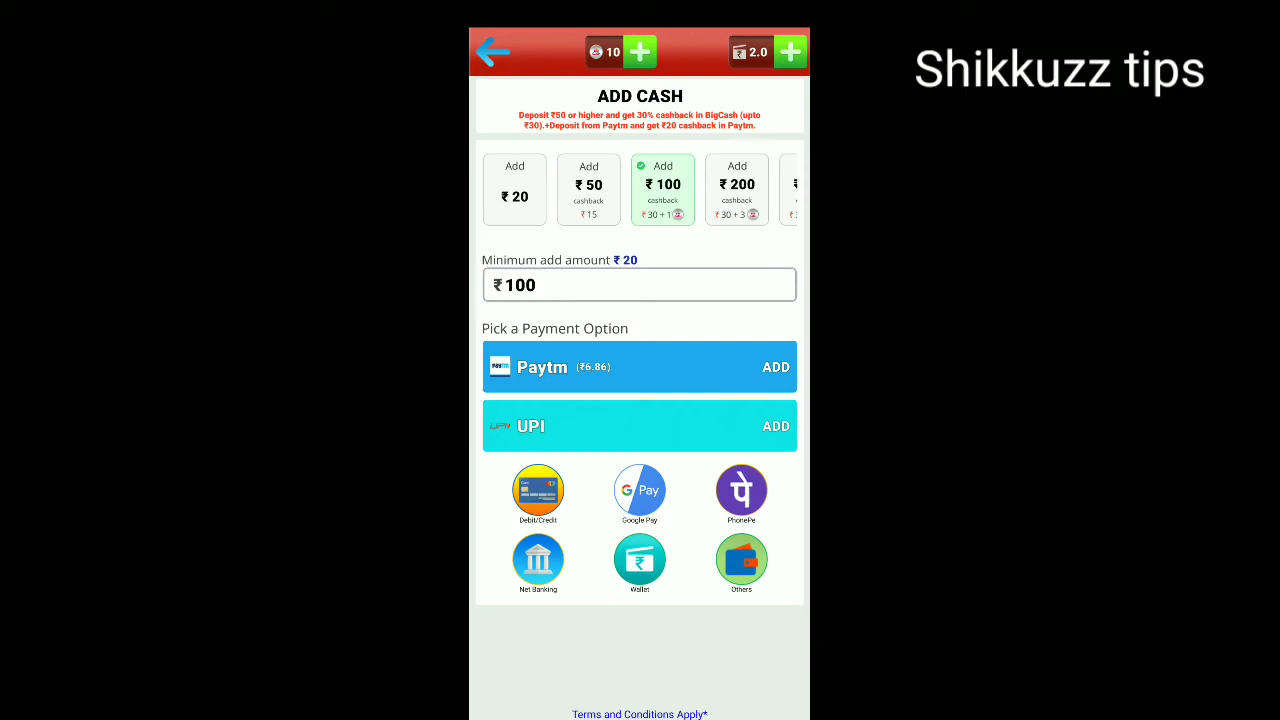 Shikkuzz tips
10
2.0
ADD CASH
Deposit ₹50 or higher and get 30% cashback in BigCash (upto
₹30).+Deposit from Paytm and get ₹20 cashback in Paytm.
Add
₹ 20
Add
₹ 50
cashback
₹ 15
Add
₹ 100
cashback
₹ 30 + 1
Add
₹ 200
cashback
₹ 30 + 3
Minimum add amount ₹ 20
₹ 100
Pick a Payment Option
Paytm (₹6.86) ADD
UPI ADD
Debit/Credit
G Pay
Google Pay
पे
PhonePe
Net Banking
Wallet
Others
Terms and Conditions Apply*